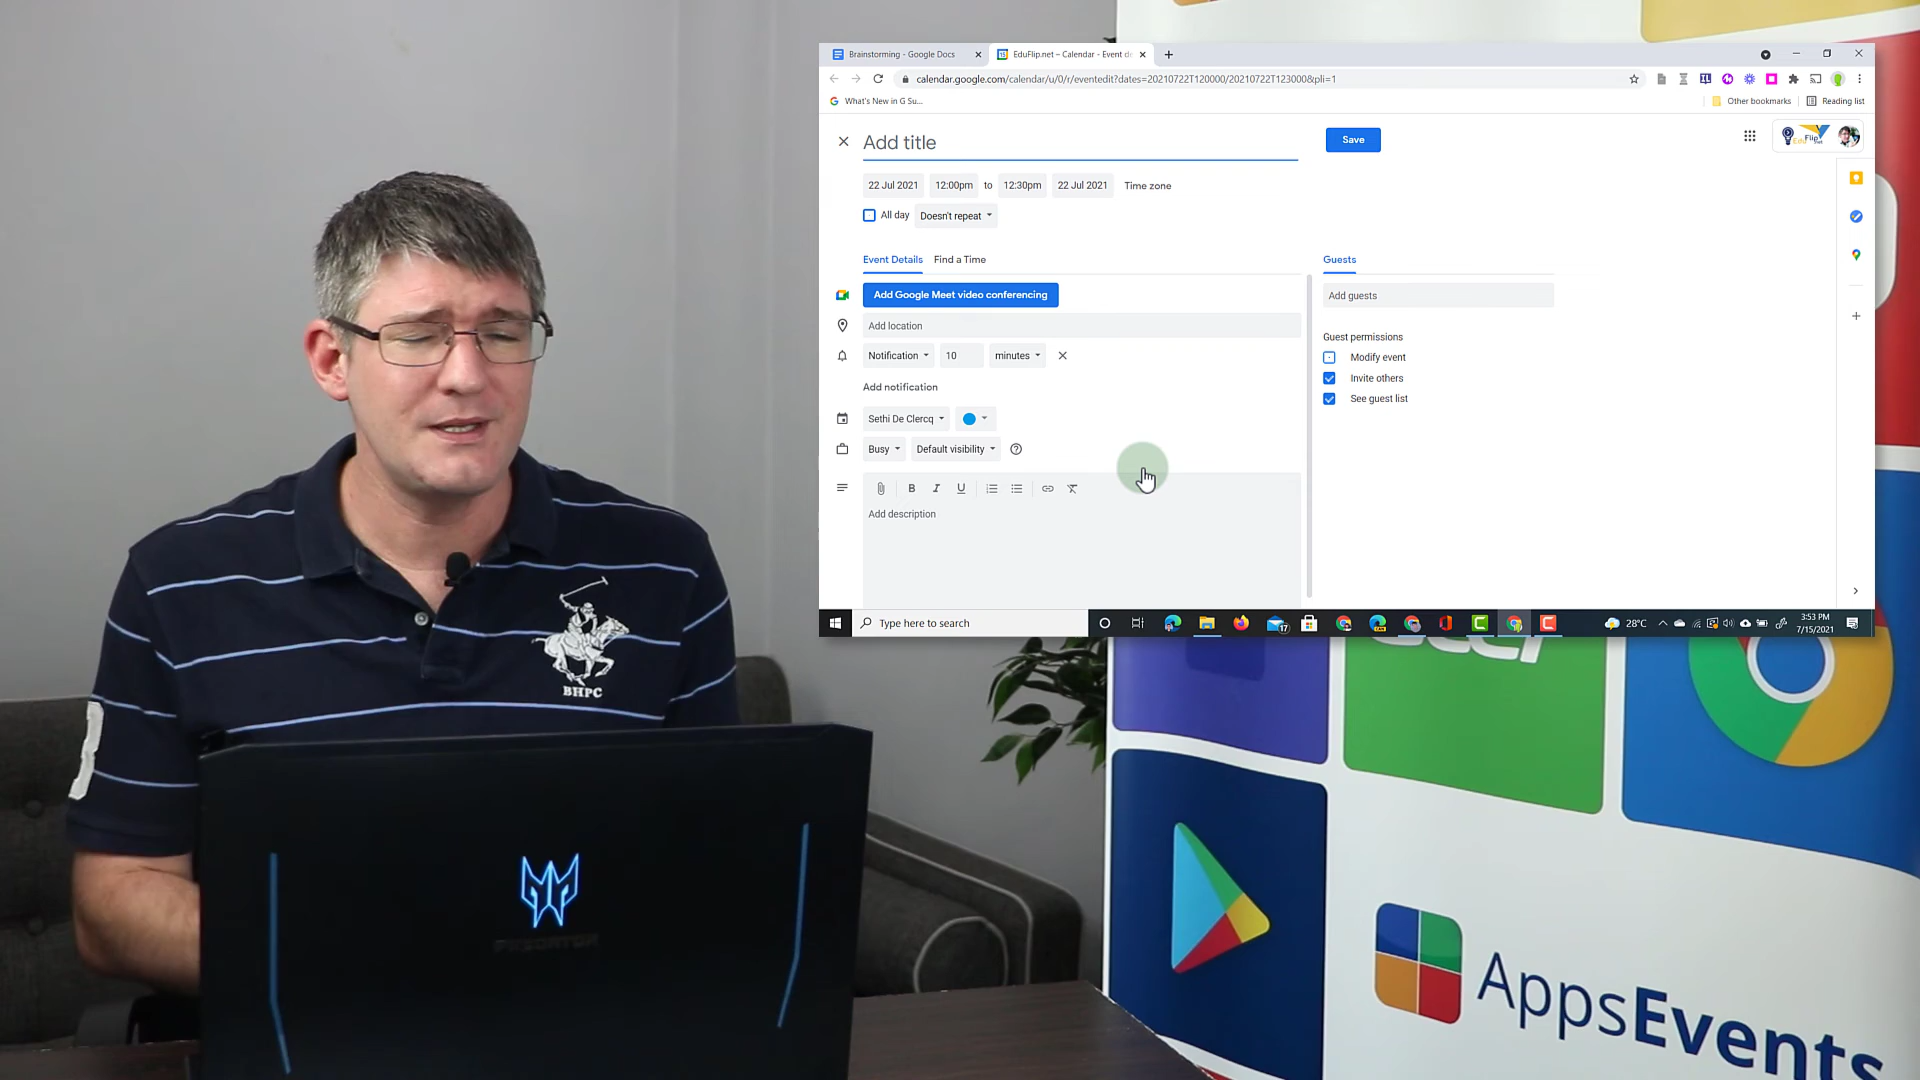 Brainstorming - Google Docs
EduFlip.net – Calendar - Event de
calendar.google.com/calendar/u/0/r/eventedit?dates=20210722T120000/20210722T123000&pli=1
What's New in G Su...
Other bookmarks
Reading list
Add title
Save
22 Jul 2021
12:00pm
to
12:30pm
22 Jul 2021
Time zone
All day
Doesn't repeat
Event Details
Find a Time
Guests
Add Google Meet video conferencing
Add guests
Add location
Guest permissions
Notification
10
minutes
Modify event
Invite others
Add notification
See guest list
Sethi De Clercq
Busy
Default visibility
B I U
Add description
Type here to search
17
28°C
3:53 PM
7/15/2021
BHPC
PREDATOR
AppsEvents